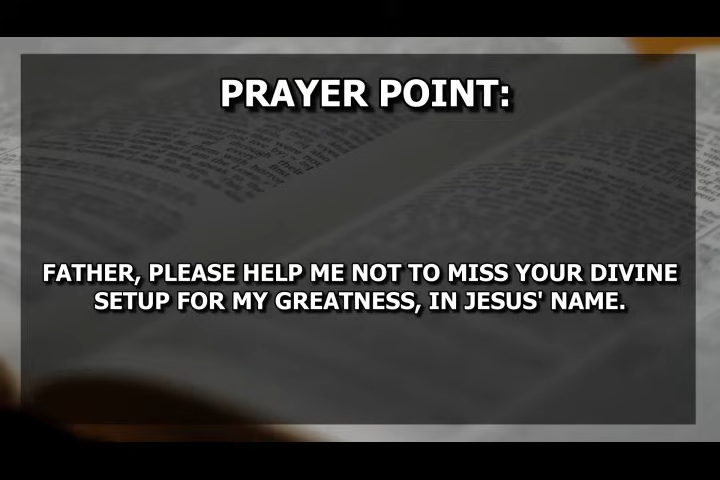 PRAYER POINT:
FATHER, PLEASE HELP ME NOT TO MISS YOUR DIVINE
SETUP FOR MY GREATNESS, IN JESUS' NAME.